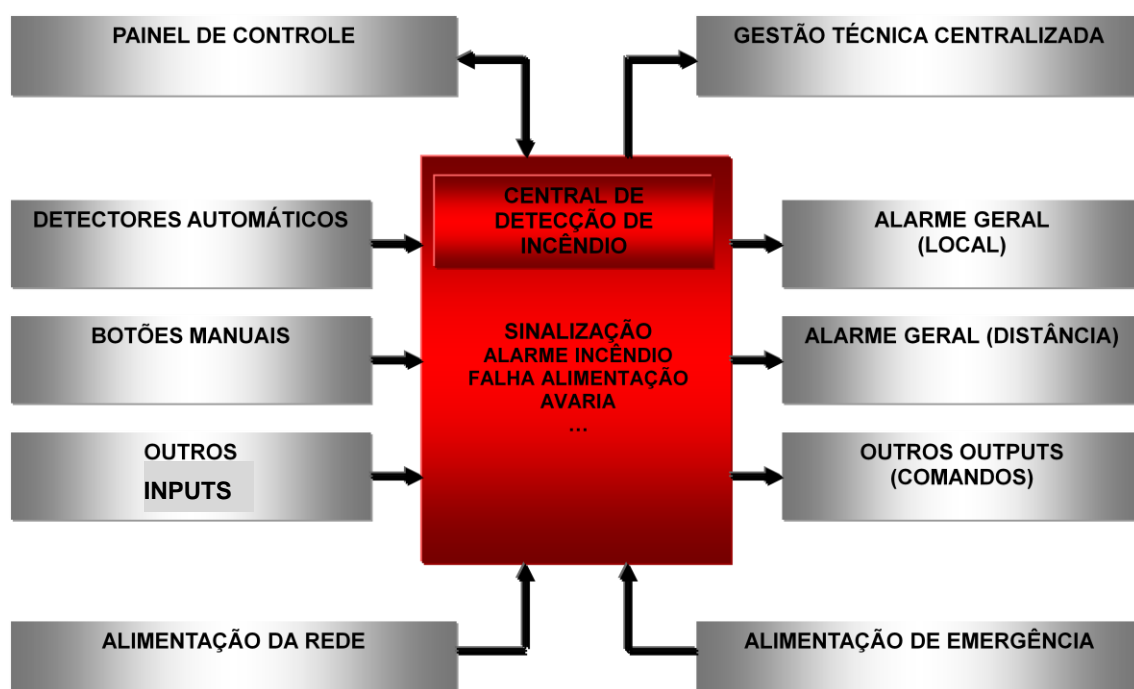 PAINEL DE CONTROLE
GESTÃO TÉCNICA CENTRALIZADA
CENTRAL DE
DETECÇÃO DE
INCÊNDIO
DETECTORES AUTOMÁTICOS
ALARME GERAL
(LOCAL)
BOTÕES MANUAIS
SINALIZAÇÃO
ALARME INCÊNDIO
FALHA ALIMENTAÇÃO
AVARIA
...
ALARME GERAL (DISTÂNCIA)
OUTROS
INPUTS
OUTROS OUTPUTS
(COMANDOS)
ALIMENTAÇÃO DA REDE
ALIMENTAÇÃO DE EMERGÊNCIA